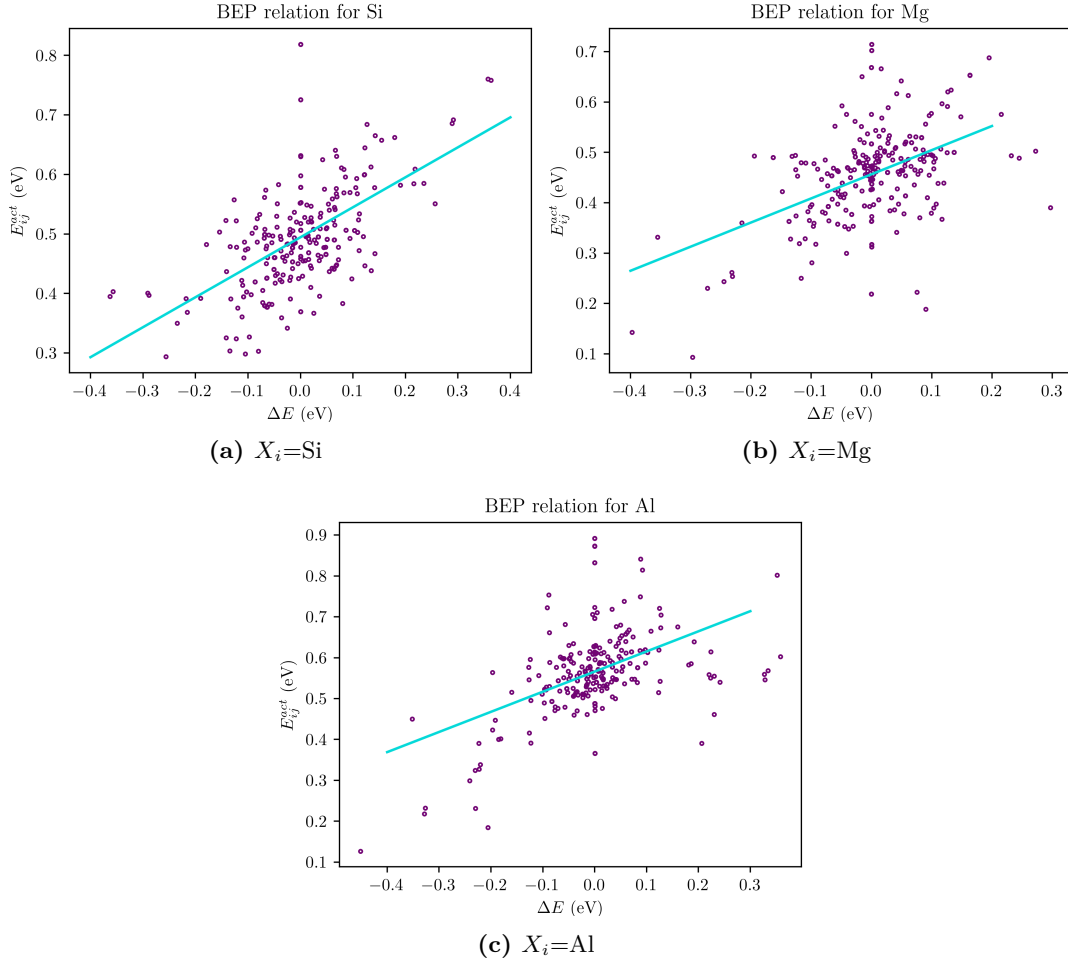 BEP relation for Si
0.8
0.7
0.6
0.5
0.4
0.3
E_{ij}^{act} (eV)
−0.4 −0.3 −0.2 −0.1 0.0 0.1 0.2 0.3 0.4
ΔE (eV)
(a) X_i=Si
BEP relation for Mg
0.7
0.6
0.5
0.4
0.3
0.2
0.1
E_{ij}^{act} (eV)
−0.4 −0.3 −0.2 −0.1 0.0 0.1 0.2 0.3
ΔE (eV)
(b) X_i=Mg
BEP relation for Al
0.9
0.8
0.7
0.6
0.5
0.4
0.3
0.2
0.1
E_{ij}^{act} (eV)
−0.4 −0.3 −0.2 −0.1 0.0 0.1 0.2 0.3
ΔE (eV)
(c) X_i=Al